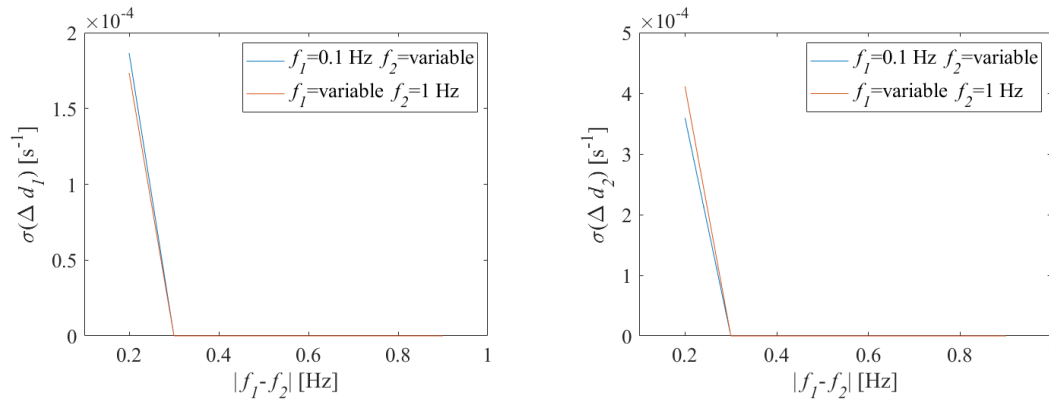 ×10⁻⁴
2
1.5
1
0.5
0
σ(Δ d₁) [s⁻¹]
f₁=0.1 Hz f₂=variable
f₁=variable f₂=1 Hz
0.2 0.4 0.6 0.8 1
|f₁-f₂| [Hz]
×10⁻⁴
5
4
3
2
1
0
σ(Δ d₂) [s⁻¹]
f₁=0.1 Hz f₂=variable
f₁=variable f₂=1 Hz
0.2 0.4 0.6 0.8
|f₁-f₂| [Hz]